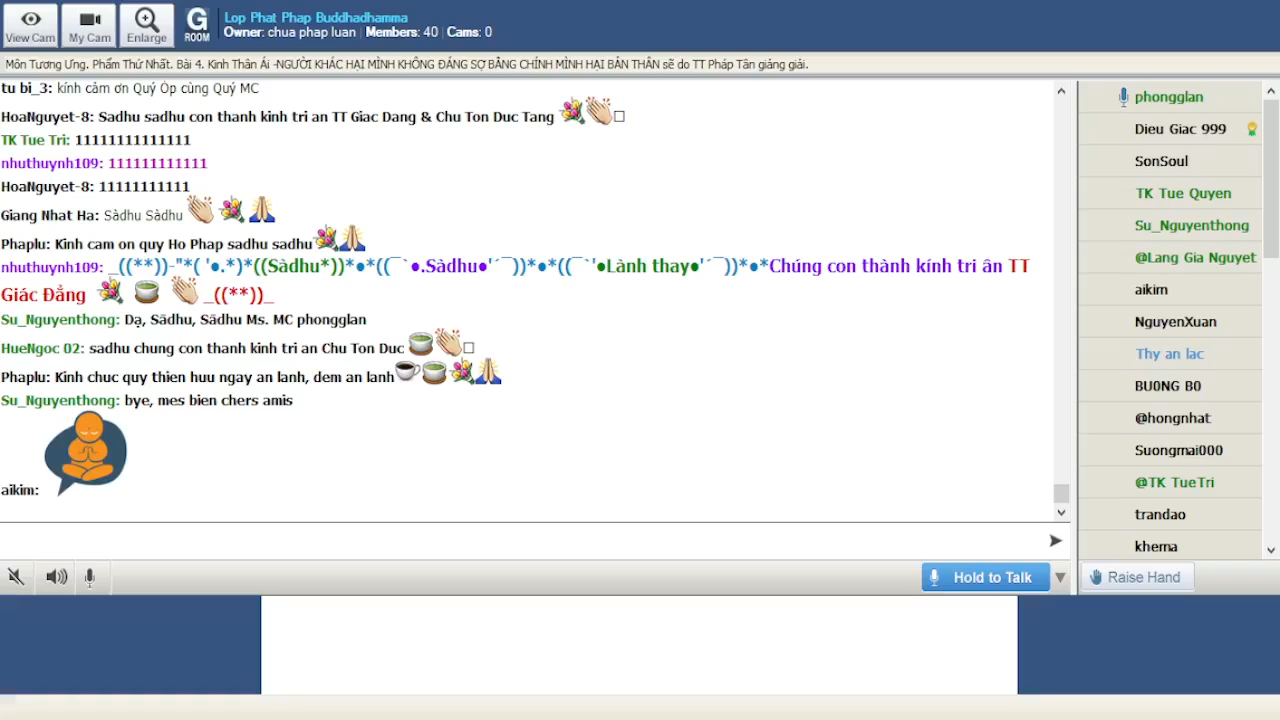 View Cam
My Cam
Enlarge
G
ROOM
Lop Phat Phap Buddhadhamma
Owner: chua phap luan | Members: 40 | Cams: 0
Môn Tương Ưng. Phẩm Thứ Nhất. Bài 4. Kinh Thân Ái -NGƯỜI KHÁC HẠI MÌNH KHÔNG ĐÁNG SỢ BẰNG CHÍNH MÌNH HẠI BẢN THÂN sẽ do TT Pháp Tân giảng giải.
tu bi_3: kính cảm ơn Quý Óp cùng Quý MC
HoaNguyet-8: Sadhu sadhu con thanh kinh tri an TT Giac Dang & Chu Ton Duc Tang
TK Tue Tri: 11111111111111
nhuthuynh109: 111111111111
HoaNguyet-8: 11111111111
Giang Nhat Ha: Sàdhu Sàdhu
Phaplu: Kinh cam on quy Ho Phap sadhu sadhu
nhuthuynh109: _((**))-"*( '●.*)*((Sàdhu*))*●*((¯`●.Sàdhu●'´¯))*●*((¯`'●Lành thay●'´¯))*●*Chúng con thành kính tri ân TT
Giác Đẳng _((**))_
Su_Nguyenthong: Dạ, Sādhu, Sādhu Ms. MC phongglan
HueNgoc 02: sadhu chung con thanh kinh tri an Chu Ton Duc
Phaplu: Kinh chuc quy thien huu ngay an lanh, dem an lanh
Su_Nguyenthong: bye, mes bien chers amis
aikim:
Hold to Talk
phongglan
Dieu Giac 999
SonSoul
TK Tue Quyen
Su_Nguyenthong
@Lang Gia Nguyet
aikim
NguyenXuan
Thy an lac
BU0NG B0
@hongnhat
Suongmai000
@TK TueTri
trandao
khema
Raise Hand